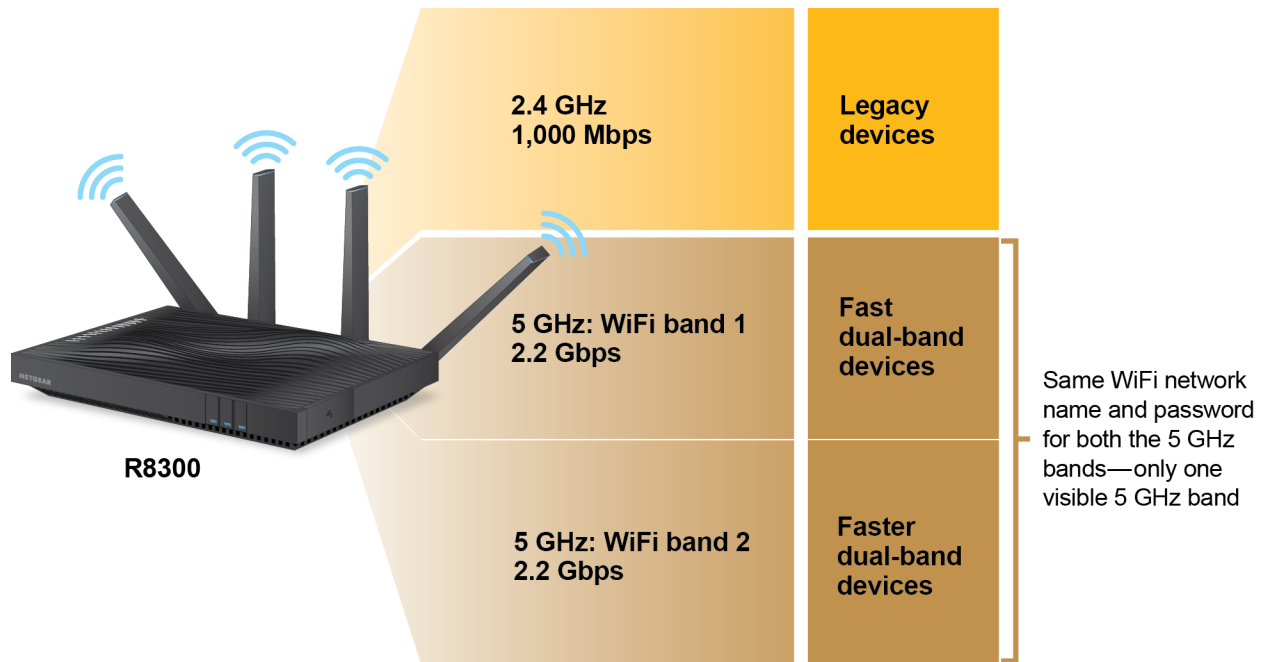 2.4 GHz
1,000 Mbps
Legacy
devices
5 GHz: WiFi band 1
2.2 Gbps
Fast
dual-band
devices
5 GHz: WiFi band 2
2.2 Gbps
Faster
dual-band
devices
Same WiFi network
name and password
for both the 5 GHz
bands—only one
visible 5 GHz band
NETGEAR
R8300